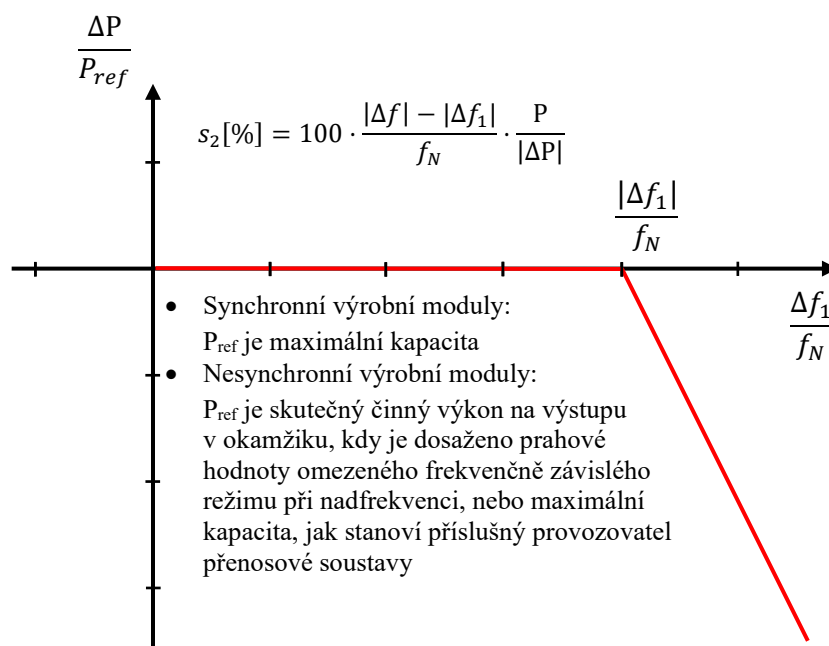 ΔP
P_ref
s₂[%] = 100 · (|Δf| − |Δf₁|)/f_N · P/|ΔP|
|Δf₁|
f_N
• Synchronní výrobní moduly:
P_ref je maximální kapacita
• Nesynchronní výrobní moduly:
P_ref je skutečný činný výkon na výstupu
v okamžiku, kdy je dosaženo prahové
hodnoty omezeného frekvenčně závislého
režimu při nadfrekvenci, nebo maximální
kapacita, jak stanoví příslušný provozovatel
přenosové soustavy
Δf₁
f_N